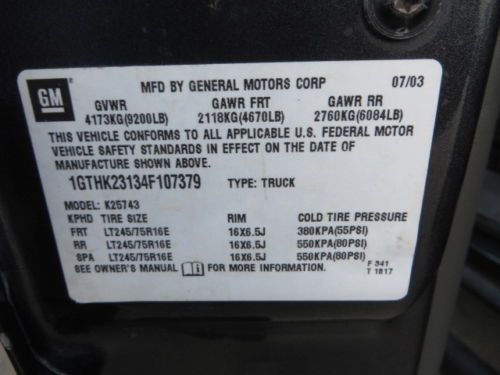 GM MFD BY GENERAL MOTORS CORP 07/03
GVWR GAWR FRT GAWR RR
4173KG(9200LB) 2118KG(4670LB) 2760KG(6084LB)
THIS VEHICLE CONFORMS TO ALL APPLICABLE U.S. FEDERAL MOTOR
VEHICLE SAFETY STANDARDS IN EFFECT ON THE DATE OF
MANUFACTURE SHOWN ABOVE.
1GTHK23134F107379 TYPE: TRUCK
MODEL: K25743
KPHD TIRE SIZE RIM COLD TIRE PRESSURE
FRT LT245/75R16E 16X6.5J 380KPA(55PSI)
RR LT245/75R16E 16X6.5J 550KPA(80PSI)
SPA LT245/75R16E 16X6.5J 550KPA(80PSI)
SEE OWNER'S MANUAL FOR MORE INFORMATION. F 341
T 1817